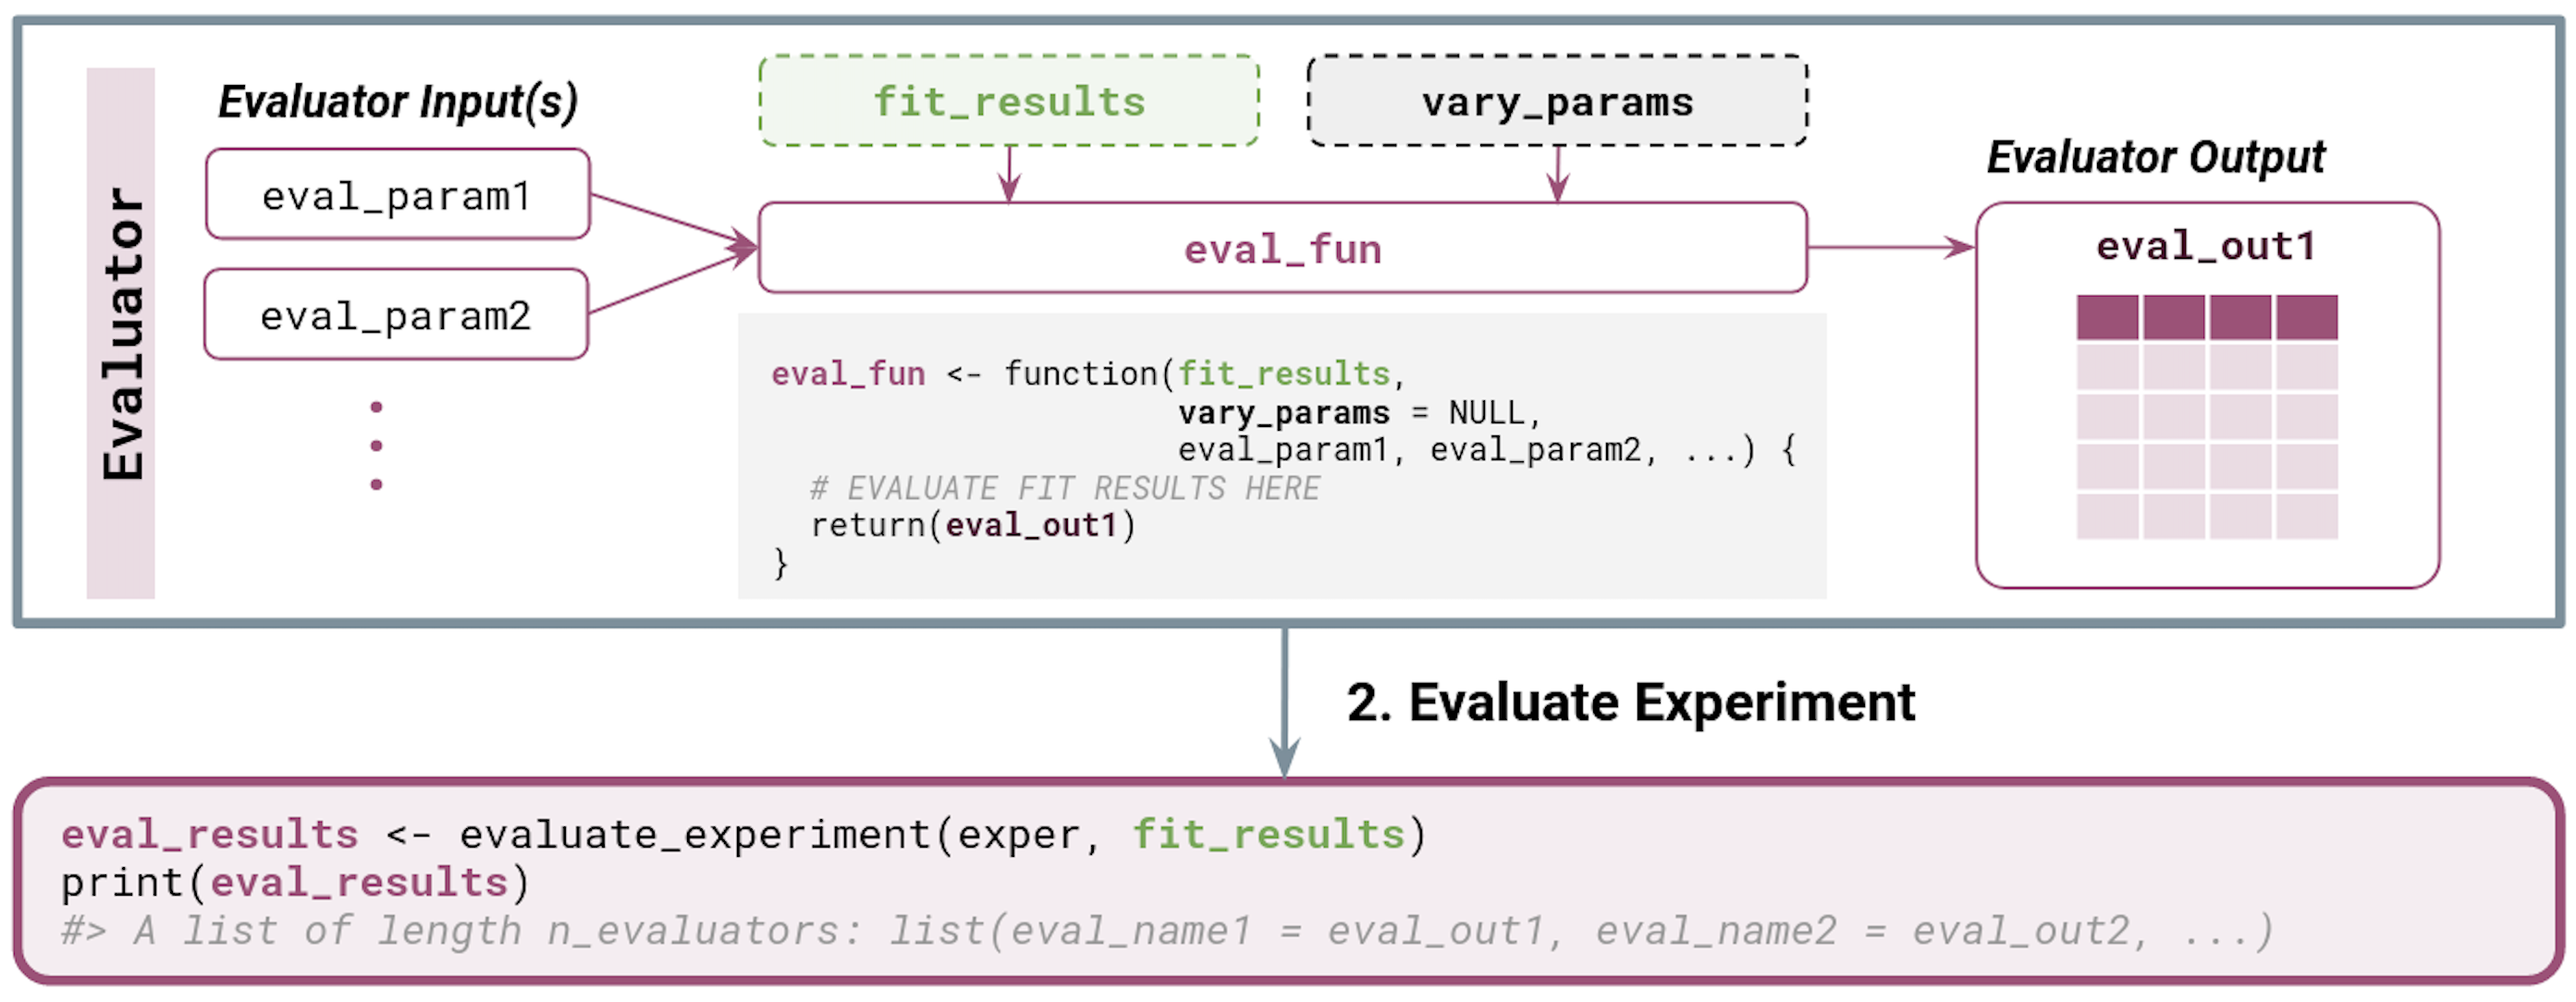 Evaluator
Evaluator Input(s)
eval_param1
eval_param2
fit_results
vary_params
eval_fun
eval_fun <- function(fit_results,
vary_params = NULL,
eval_param1, eval_param2, ...) {
# EVALUATE FIT RESULTS HERE
return(eval_out1)
}
Evaluator Output
eval_out1
2. Evaluate Experiment
eval_results <- evaluate_experiment(exper, fit_results)
print(eval_results)
#> A list of length n_evaluators: list(eval_name1 = eval_out1, eval_name2 = eval_out2, ...)